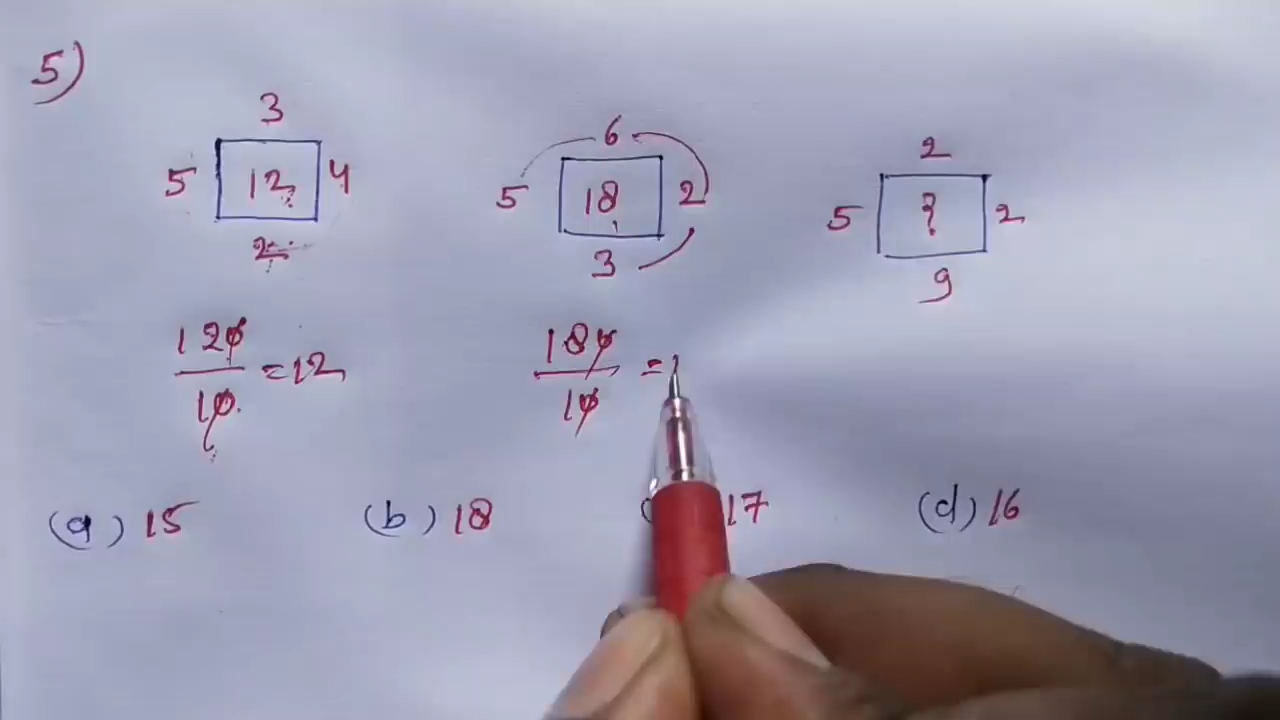 5)
3 6 2
5 12 4 5 18 2 5 ? 2
2 3 9
120/10 = 12 180/10 =
(a) 15 (b) 18 17 (d) 16